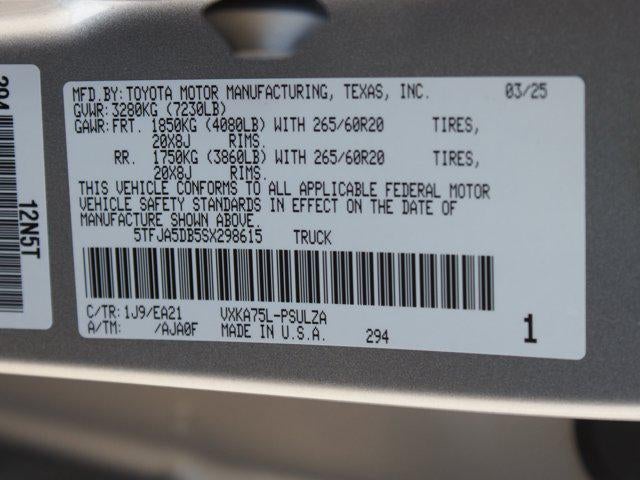 MFD.BY:TOYOTA MOTOR MANUFACTURING, TEXAS, INC. 03/25
GVWR:3280KG (7230LB)
GAWR:FRT. 1850KG (4080LB) WITH 265/60R20 TIRES,
20X8J RIMS.
RR. 1750KG (3860LB) WITH 265/60R20 TIRES,
20X8J RIMS.
THIS VEHICLE CONFORMS TO ALL APPLICABLE FEDERAL MOTOR
VEHICLE SAFETY STANDARDS IN EFFECT ON THE DATE OF
MANUFACTURE SHOWN ABOVE.
5TFJA5DB5SX298615 TRUCK
C/TR:1J9/EA21 VXKA75L-PSULZA
A/TM: /AJA0F MADE IN U.S.A. 294 1
294
12N5T